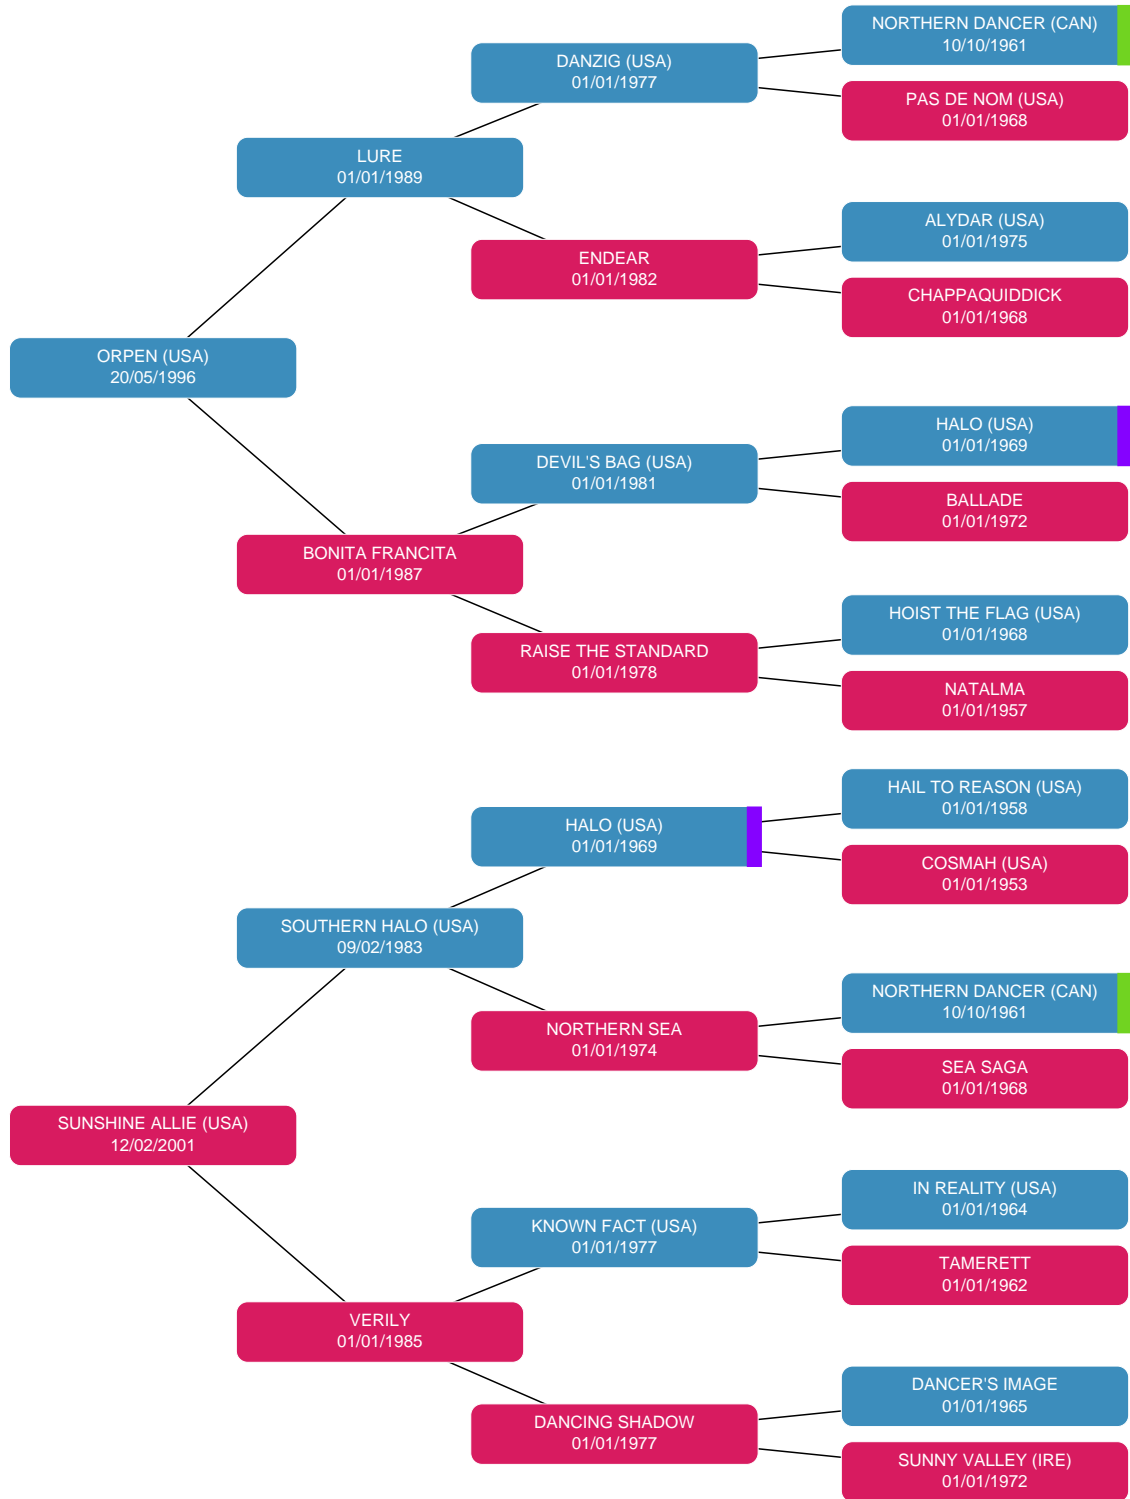 NORTHERN DANCER (CAN)
10/10/1961
DANZIG (USA)
01/01/1977
PAS DE NOM (USA)
01/01/1968
LURE
01/01/1989
ALYDAR (USA)
01/01/1975
ENDEAR
01/01/1982
CHAPPAQUIDDICK
01/01/1968
ORPEN (USA)
20/05/1996
HALO (USA)
01/01/1969
DEVIL'S BAG (USA)
01/01/1981
BALLADE
01/01/1972
BONITA FRANCITA
01/01/1987
HOIST THE FLAG (USA)
01/01/1968
RAISE THE STANDARD
01/01/1978
NATALMA
01/01/1957
HAIL TO REASON (USA)
01/01/1958
HALO (USA)
01/01/1969
COSMAH (USA)
01/01/1953
SOUTHERN HALO (USA)
09/02/1983
NORTHERN DANCER (CAN)
10/10/1961
NORTHERN SEA
01/01/1974
SEA SAGA
01/01/1968
SUNSHINE ALLIE (USA)
12/02/2001
IN REALITY (USA)
01/01/1964
KNOWN FACT (USA)
01/01/1977
TAMERETT
01/01/1962
VERILY
01/01/1985
DANCER'S IMAGE
01/01/1965
DANCING SHADOW
01/01/1977
SUNNY VALLEY (IRE)
01/01/1972